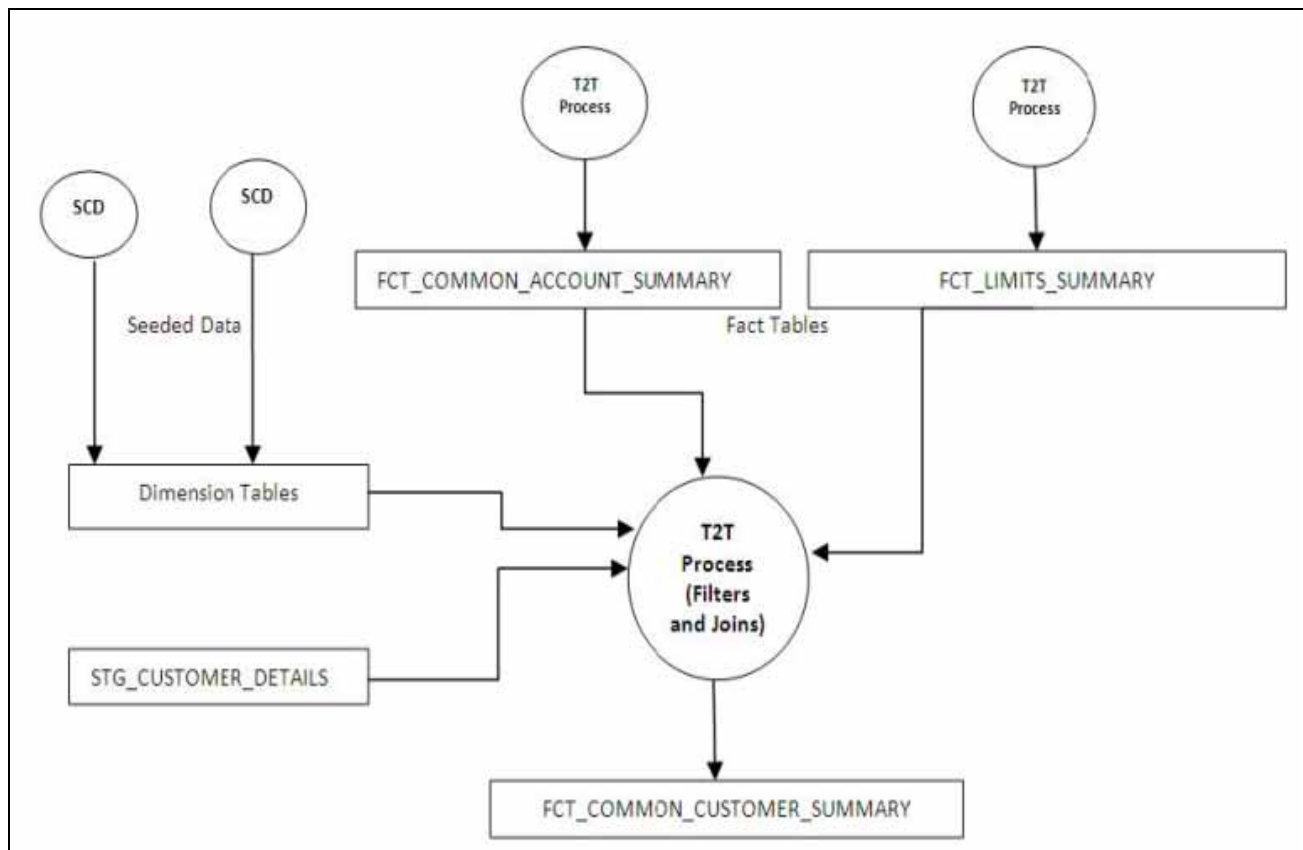 T2T
Process
T2T
Process
SCD
SCD
FCT_COMMON_ACCOUNT_SUMMARY
FCT_LIMITS_SUMMARY
Seeded Data
Fact Tables
Dimension Tables
T2T
Process
(Filters
and Joins)
STG_CUSTOMER_DETAILS
FCT_COMMON_CUSTOMER_SUMMARY